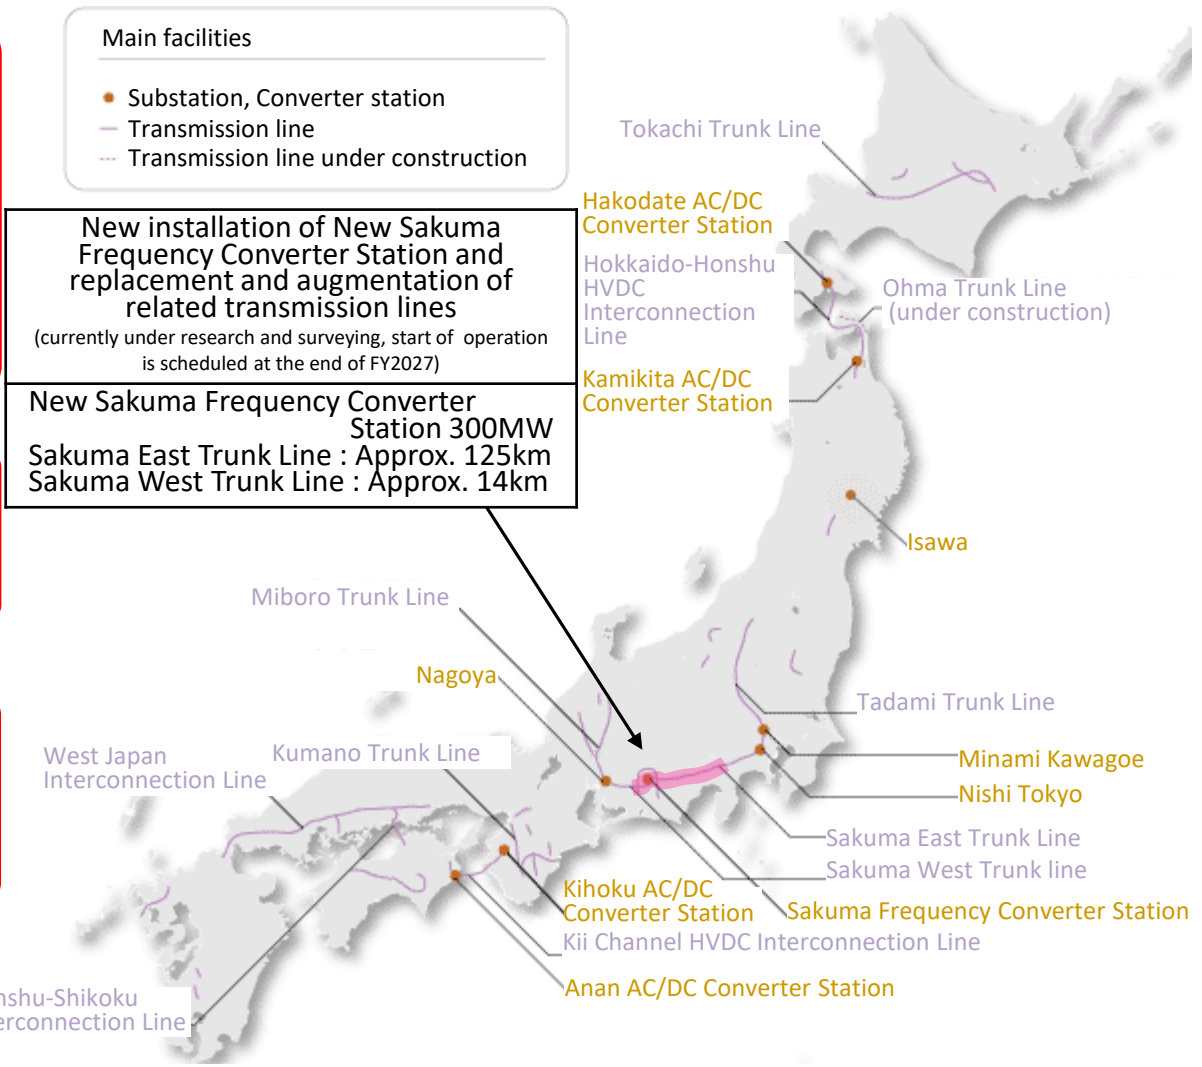 Main facilities
Substation, Converter station
Transmission line
Transmission line under construction
New installation of New Sakuma
Frequency Converter Station and
replacement and augmentation of
related transmission lines
(currently under research and surveying, start of operation
is scheduled at the end of FY2027)
New Sakuma Frequency Converter
Station 300MW
Sakuma East Trunk Line : Approx. 125km
Sakuma West Trunk Line : Approx. 14km
Tokachi Trunk Line
Hakodate AC/DC
Converter Station
Hokkaido-Honshu
HVDC
Interconnection
Line
Ohma Trunk Line
(under construction)
Kamikita AC/DC
Converter Station
Isawa
Miboro Trunk Line
Nagoya
Tadami Trunk Line
West Japan
Interconnection Line
Kumano Trunk Line
Minami Kawagoe
Nishi Tokyo
Sakuma East Trunk Line
Sakuma West Trunk line
Kihoku AC/DC
Converter Station
Sakuma Frequency Converter Station
Kii Channel HVDC Interconnection Line
Anan AC/DC Converter Station
nshu-Shikoku
erconnection Line